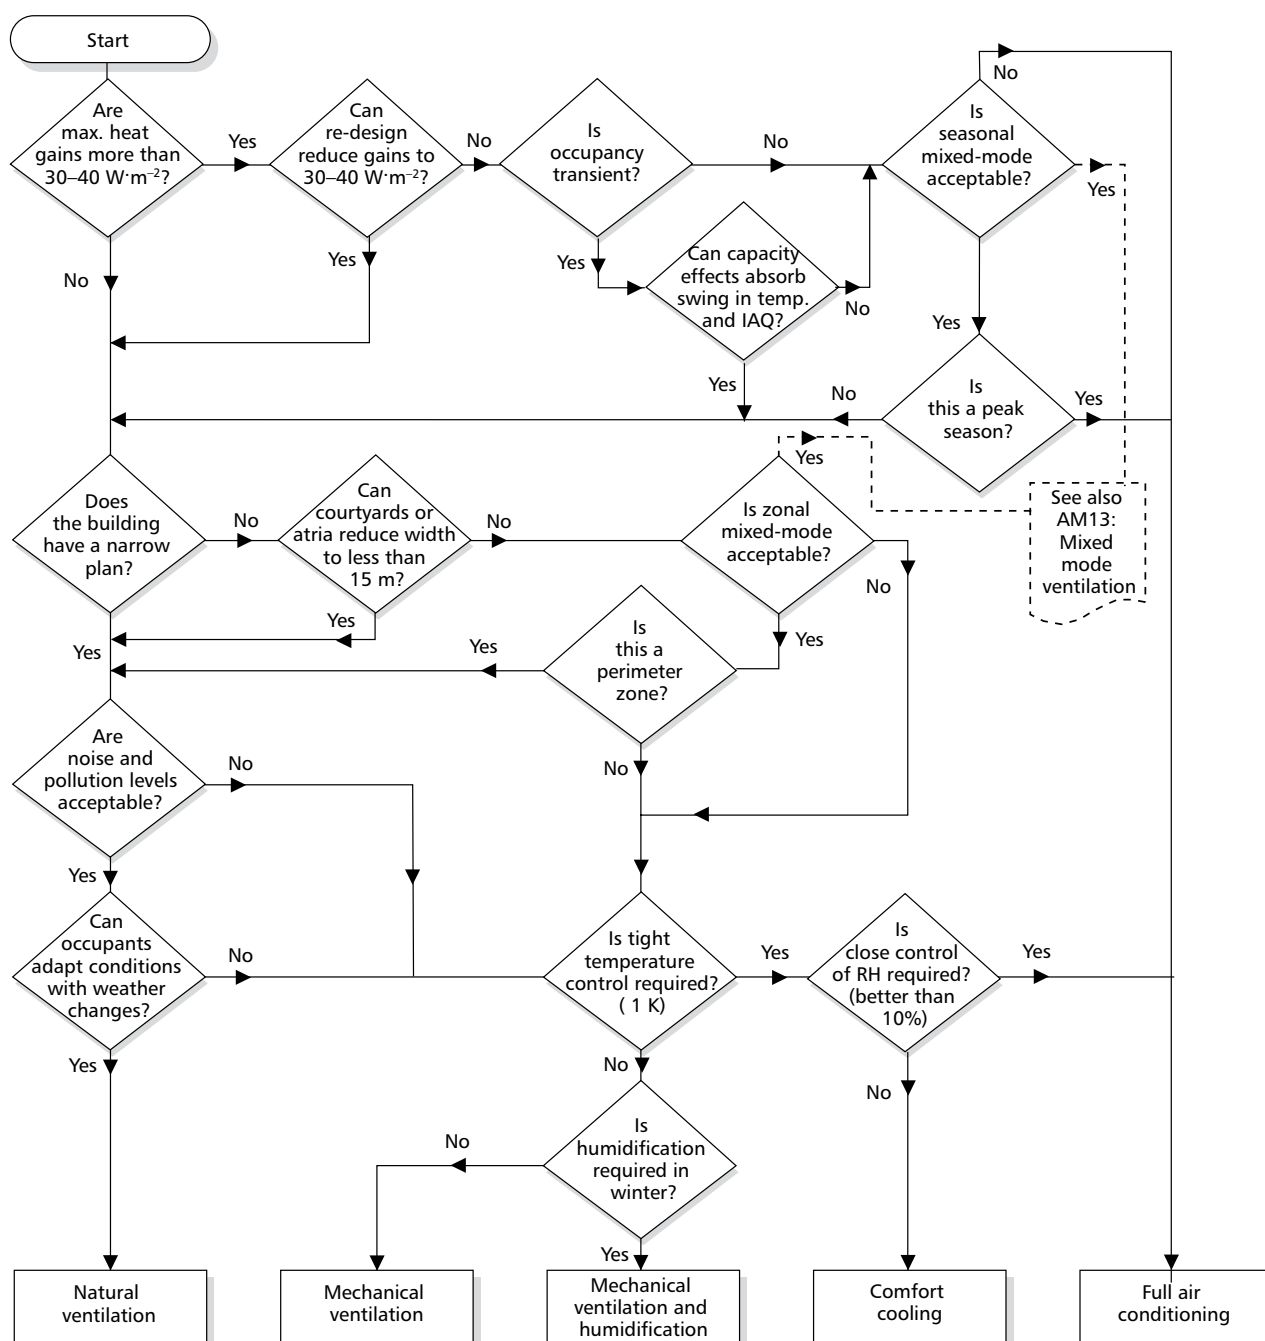 Start
Are
max. heat
gains more than
30–40 W·m⁻²?
Yes
No
Can
re-design
reduce gains to
30–40 W·m⁻²?
No
Yes
Is
occupancy
transient?
No
Yes
Can capacity
effects absorb
swing in temp.
and IAQ?
No
Yes
Is
seasonal
mixed-mode
acceptable?
No
Yes
Yes
Is
this a peak
season?
No
Yes
Does
the building
have a narrow
plan?
No
Yes
Can
courtyards or
atria reduce width
to less than
15 m?
No
Yes
Is zonal
mixed-mode
acceptable?
Yes
No
Yes
See also
AM13:
Mixed
mode
ventilation
Is
this a
perimeter
zone?
Yes
No
Are
noise and
pollution levels
acceptable?
No
Yes
Can
occupants
adapt conditions
with weather
changes?
No
Yes
Is tight
temperature
control required?
( 1 K)
Yes
No
Is
close control
of RH required?
(better than
10%)
Yes
No
Is
humidification
required in
winter?
No
Yes
Natural
ventilation
Mechanical
ventilation
Mechanical
ventilation and
humidification
Comfort
cooling
Full air
conditioning